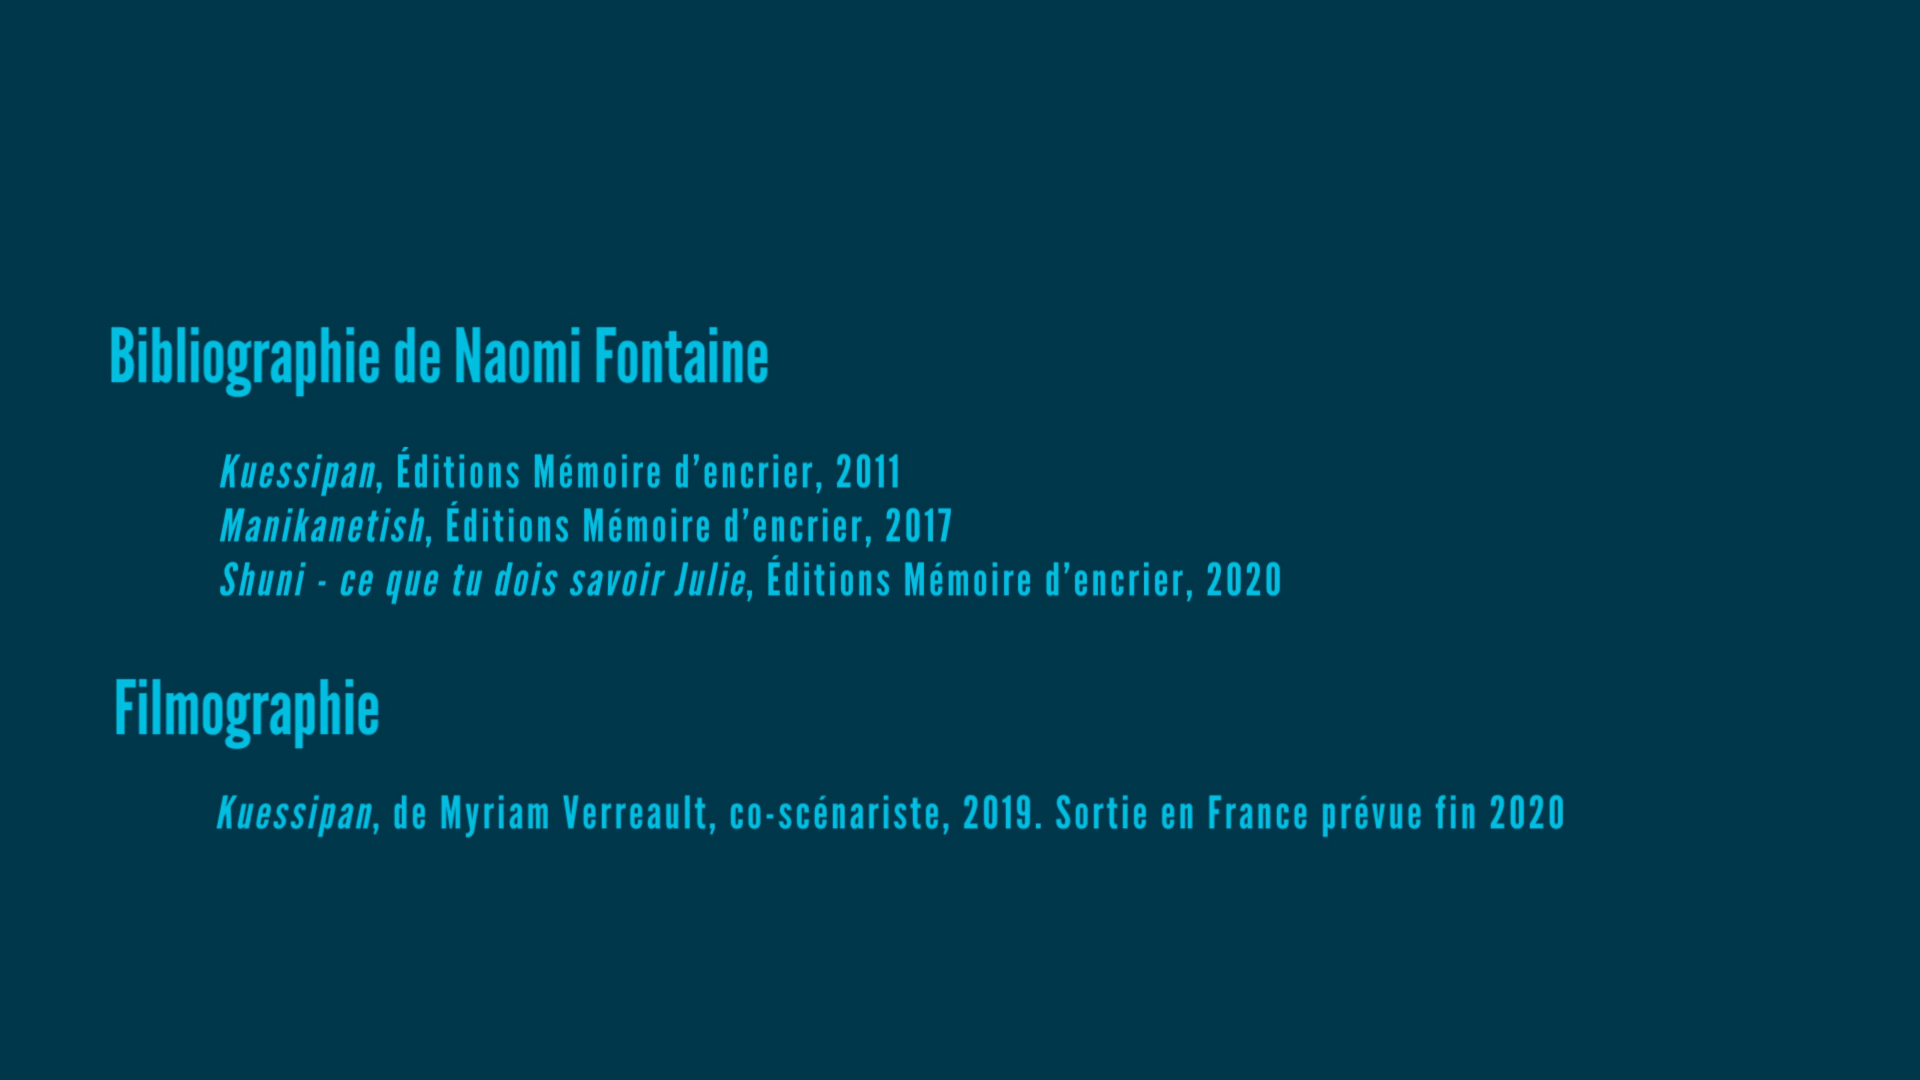 Bibliographie de Naomi Fontaine
Kuessipan, Éditions Mémoire d’encrier, 2011
Manikanetish, Éditions Mémoire d’encrier, 2017
Shuni - ce que tu dois savoir Julie, Éditions Mémoire d’encrier, 2020
Filmographie
Kuessipan, de Myriam Verreault, co-scénariste, 2019. Sortie en France prévue fin 2020